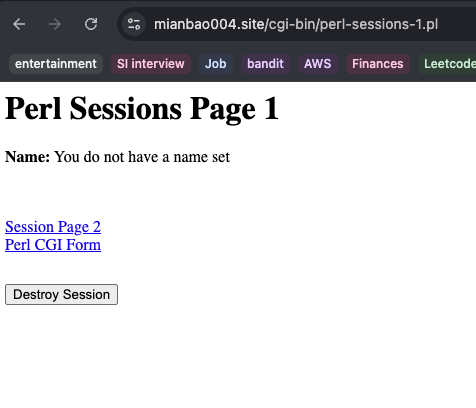 mianbao004.site/cgi-bin/perl-sessions-1.pl
entertainment SI interview Job bandit AWS Finances Leetcode
Perl Sessions Page 1
Name: You do not have a name set
Session Page 2
Perl CGI Form
Destroy Session